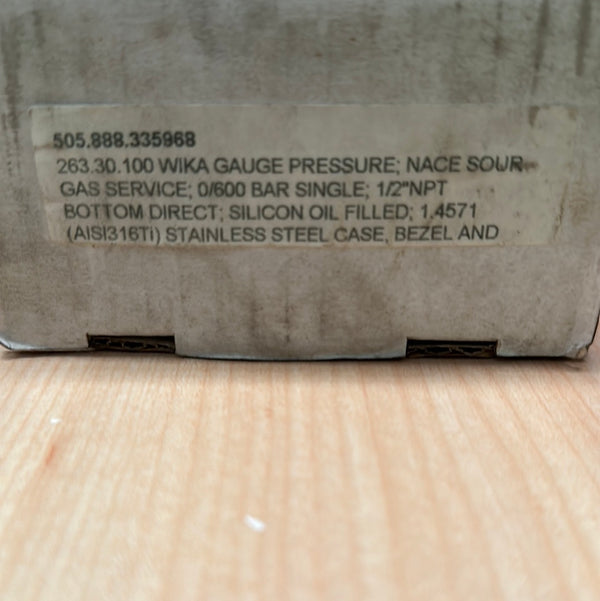 505.888.335968
263.30.100 WIKA GAUGE PRESSURE; NACE SOUR
GAS SERVICE; 0/600 BAR SINGLE; 1/2"NPT
BOTTOM DIRECT; SILICON OIL FILLED; 1.4571
(AISI316Ti) STAINLESS STEEL CASE, BEZEL AND